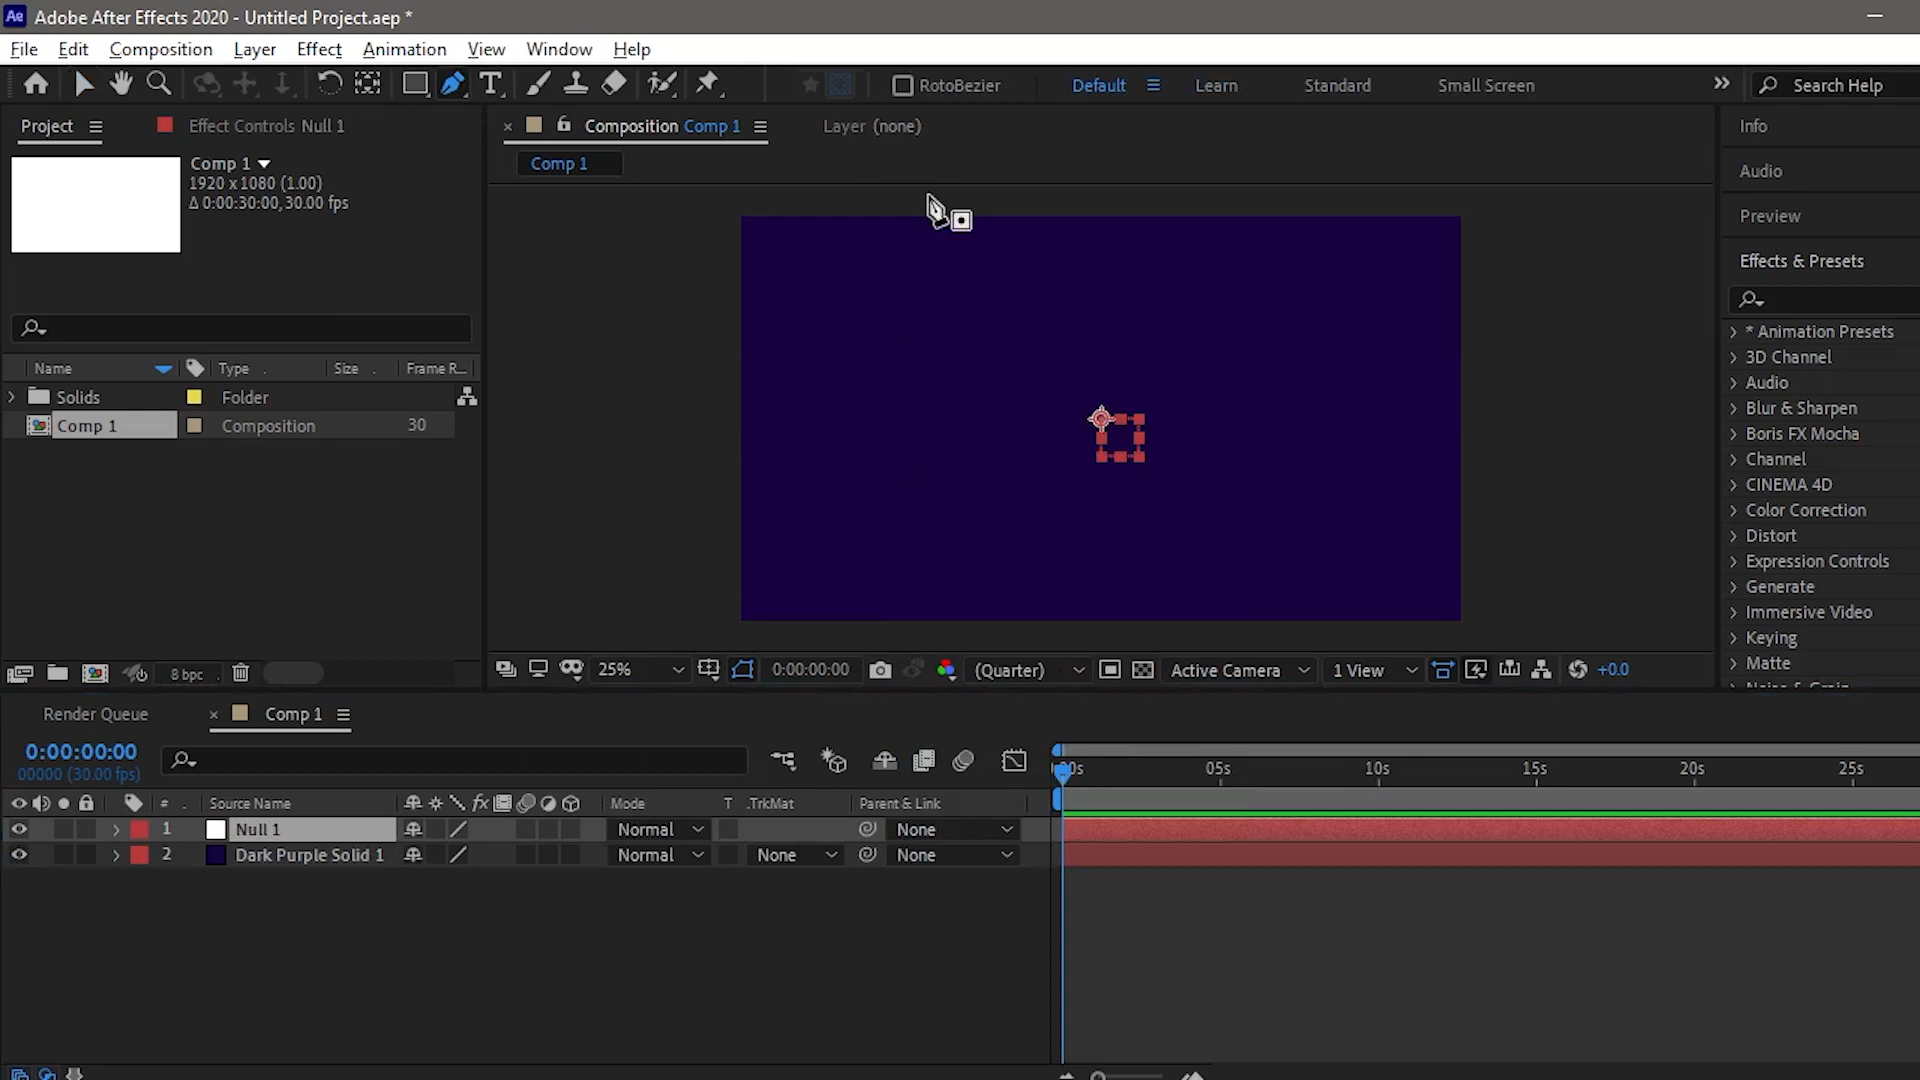 Ae Adobe After Effects 2020 - Untitled Project.aep *
File Edit Composition Layer Effect Animation View Window Help
T RotoBezier Default Learn Standard Small Screen Search Help
Project Effect Controls Null 1
Composition Comp 1 Layer (none)
Comp 1
Comp 1
1920 x 1080 (1.00)
Δ 0:00:30:00, 30.00 fps
Name Type Size Frame R...
Solids Folder
Comp 1 Composition 30
8 bpc
25% 0:00:00:00 (Quarter) Active Camera 1 View +0.0
Info
Audio
Preview
Effects & Presets
* Animation Presets
3D Channel
Audio
Blur & Sharpen
Boris FX Mocha
Channel
CINEMA 4D
Color Correction
Distort
Expression Controls
Generate
Immersive Video
Keying
Matte
Render Queue Comp 1
0:00:00:00
00000 (30.00 fps)
05s 10s 15s 20s 25s
# Source Name fx Mode T .TrkMat Parent & Link
1 Null 1 Normal None
2 Dark Purple Solid 1 Normal None None